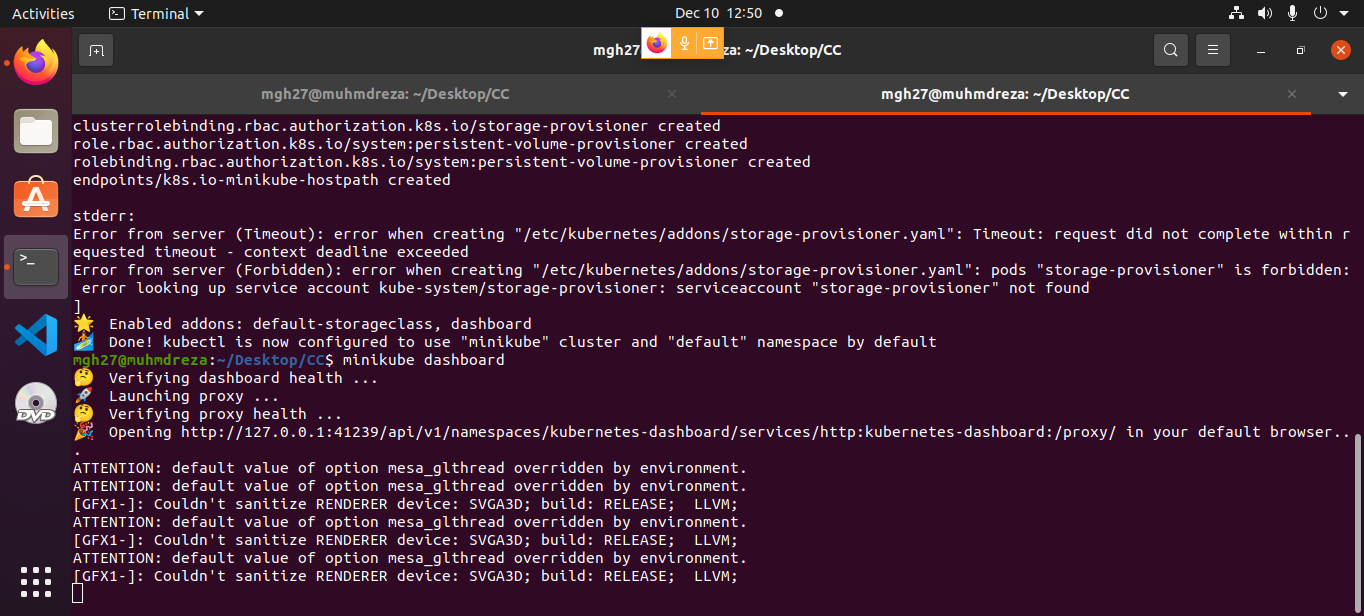 Activities
Terminal
Dec 10 12:50
mgh27
za: ~/Desktop/CC
mgh27@muhmdreza: ~/Desktop/CC
mgh27@muhmdreza: ~/Desktop/CC
clusterrolebinding.rbac.authorization.k8s.io/storage-provisioner created
role.rbac.authorization.k8s.io/system:persistent-volume-provisioner created
rolebinding.rbac.authorization.k8s.io/system:persistent-volume-provisioner created
endpoints/k8s.io-minikube-hostpath created
stderr:
Error from server (Timeout): error when creating "/etc/kubernetes/addons/storage-provisioner.yaml": Timeout: request did not complete within r
equested timeout - context deadline exceeded
Error from server (Forbidden): error when creating "/etc/kubernetes/addons/storage-provisioner.yaml": pods "storage-provisioner" is forbidden:
error looking up service account kube-system/storage-provisioner: serviceaccount "storage-provisioner" not found
]
🌟 Enabled addons: default-storageclass, dashboard
🏄 Done! kubectl is now configured to use "minikube" cluster and "default" namespace by default
mgh27@muhmdreza:~/Desktop/CC$ minikube dashboard
🤔 Verifying dashboard health ...
🚀 Launching proxy ...
🤔 Verifying proxy health ...
🎉 Opening http://127.0.0.1:41239/api/v1/namespaces/kubernetes-dashboard/services/http:kubernetes-dashboard:/proxy/ in your default browser..
.
ATTENTION: default value of option mesa_glthread overridden by environment.
ATTENTION: default value of option mesa_glthread overridden by environment.
[GFX1-]: Couldn't sanitize RENDERER device: SVGA3D; build: RELEASE;  LLVM;
ATTENTION: default value of option mesa_glthread overridden by environment.
[GFX1-]: Couldn't sanitize RENDERER device: SVGA3D; build: RELEASE;  LLVM;
ATTENTION: default value of option mesa_glthread overridden by environment.
[GFX1-]: Couldn't sanitize RENDERER device: SVGA3D; build: RELEASE;  LLVM;
>_
DVD